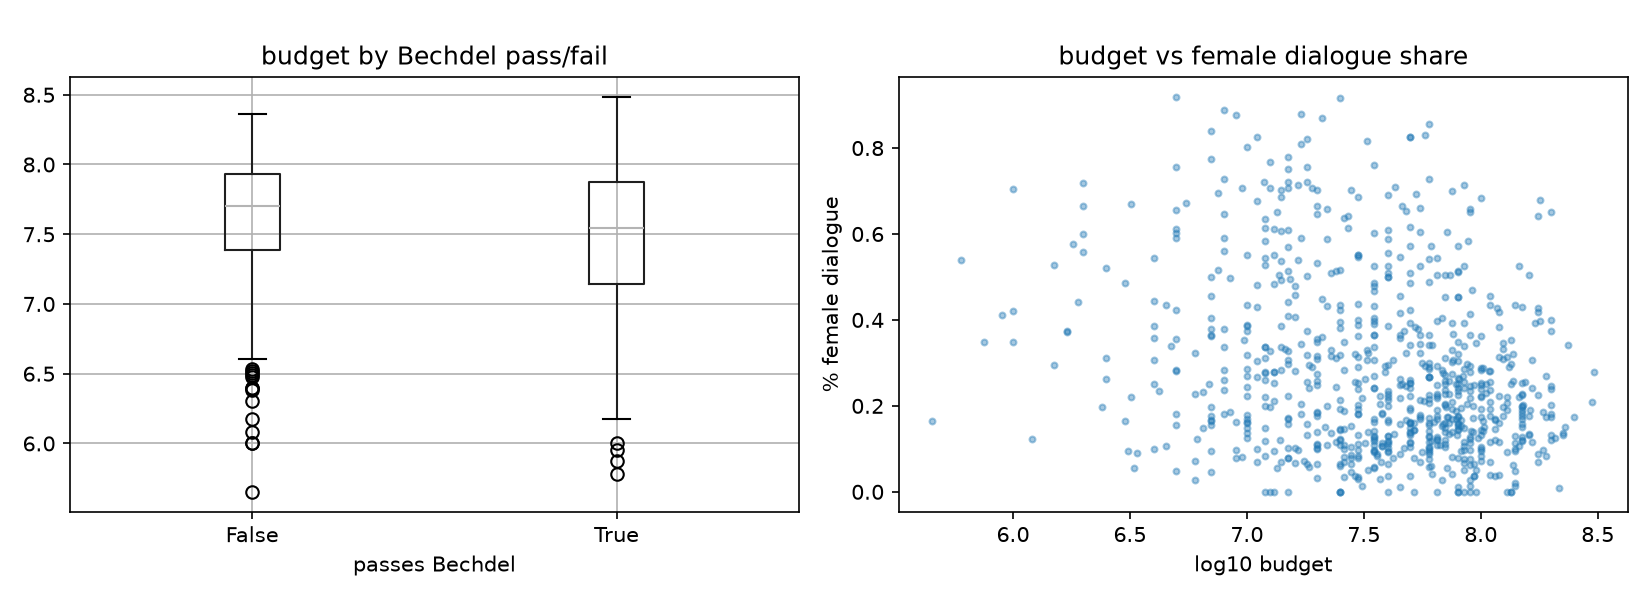 budget by Bechdel pass/fail
8.5
8.0
7.5
7.0
6.5
6.0
False True
passes Bechdel
budget vs female dialogue share
% female dialogue
0.8
0.6
0.4
0.2
0.0
6.0 6.5 7.0 7.5 8.0 8.5
log10 budget